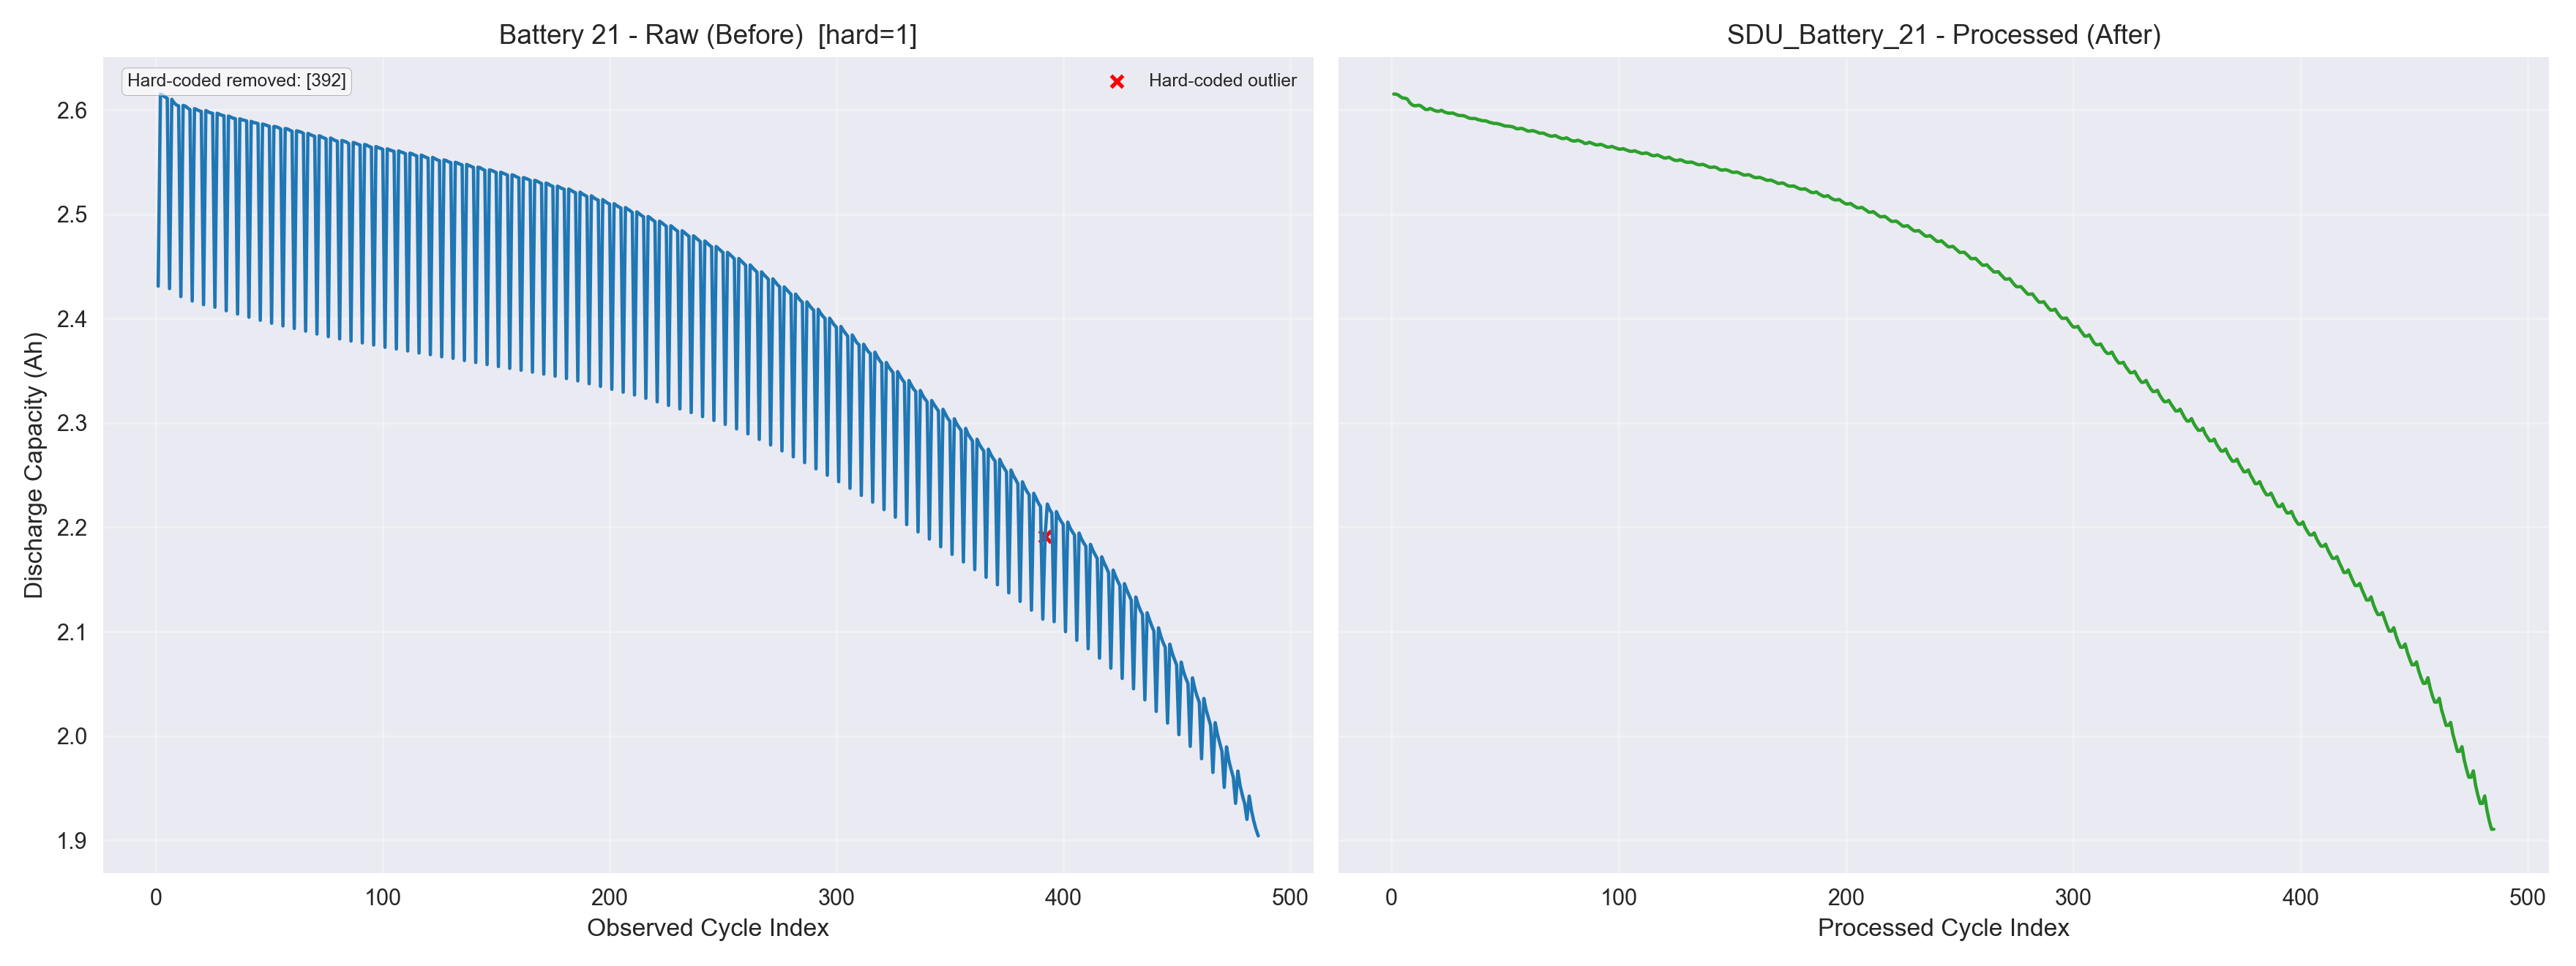 Battery 21 - Raw (Before)  [hard=1]
Hard-coded removed: [392]
Hard-coded outlier
Discharge Capacity (Ah)
2.6
2.5
2.4
2.3
2.2
2.1
2.0
1.9
0 100 200 300 400 500
Observed Cycle Index
SDU_Battery_21 - Processed (After)
0 100 200 300 400 500
Processed Cycle Index